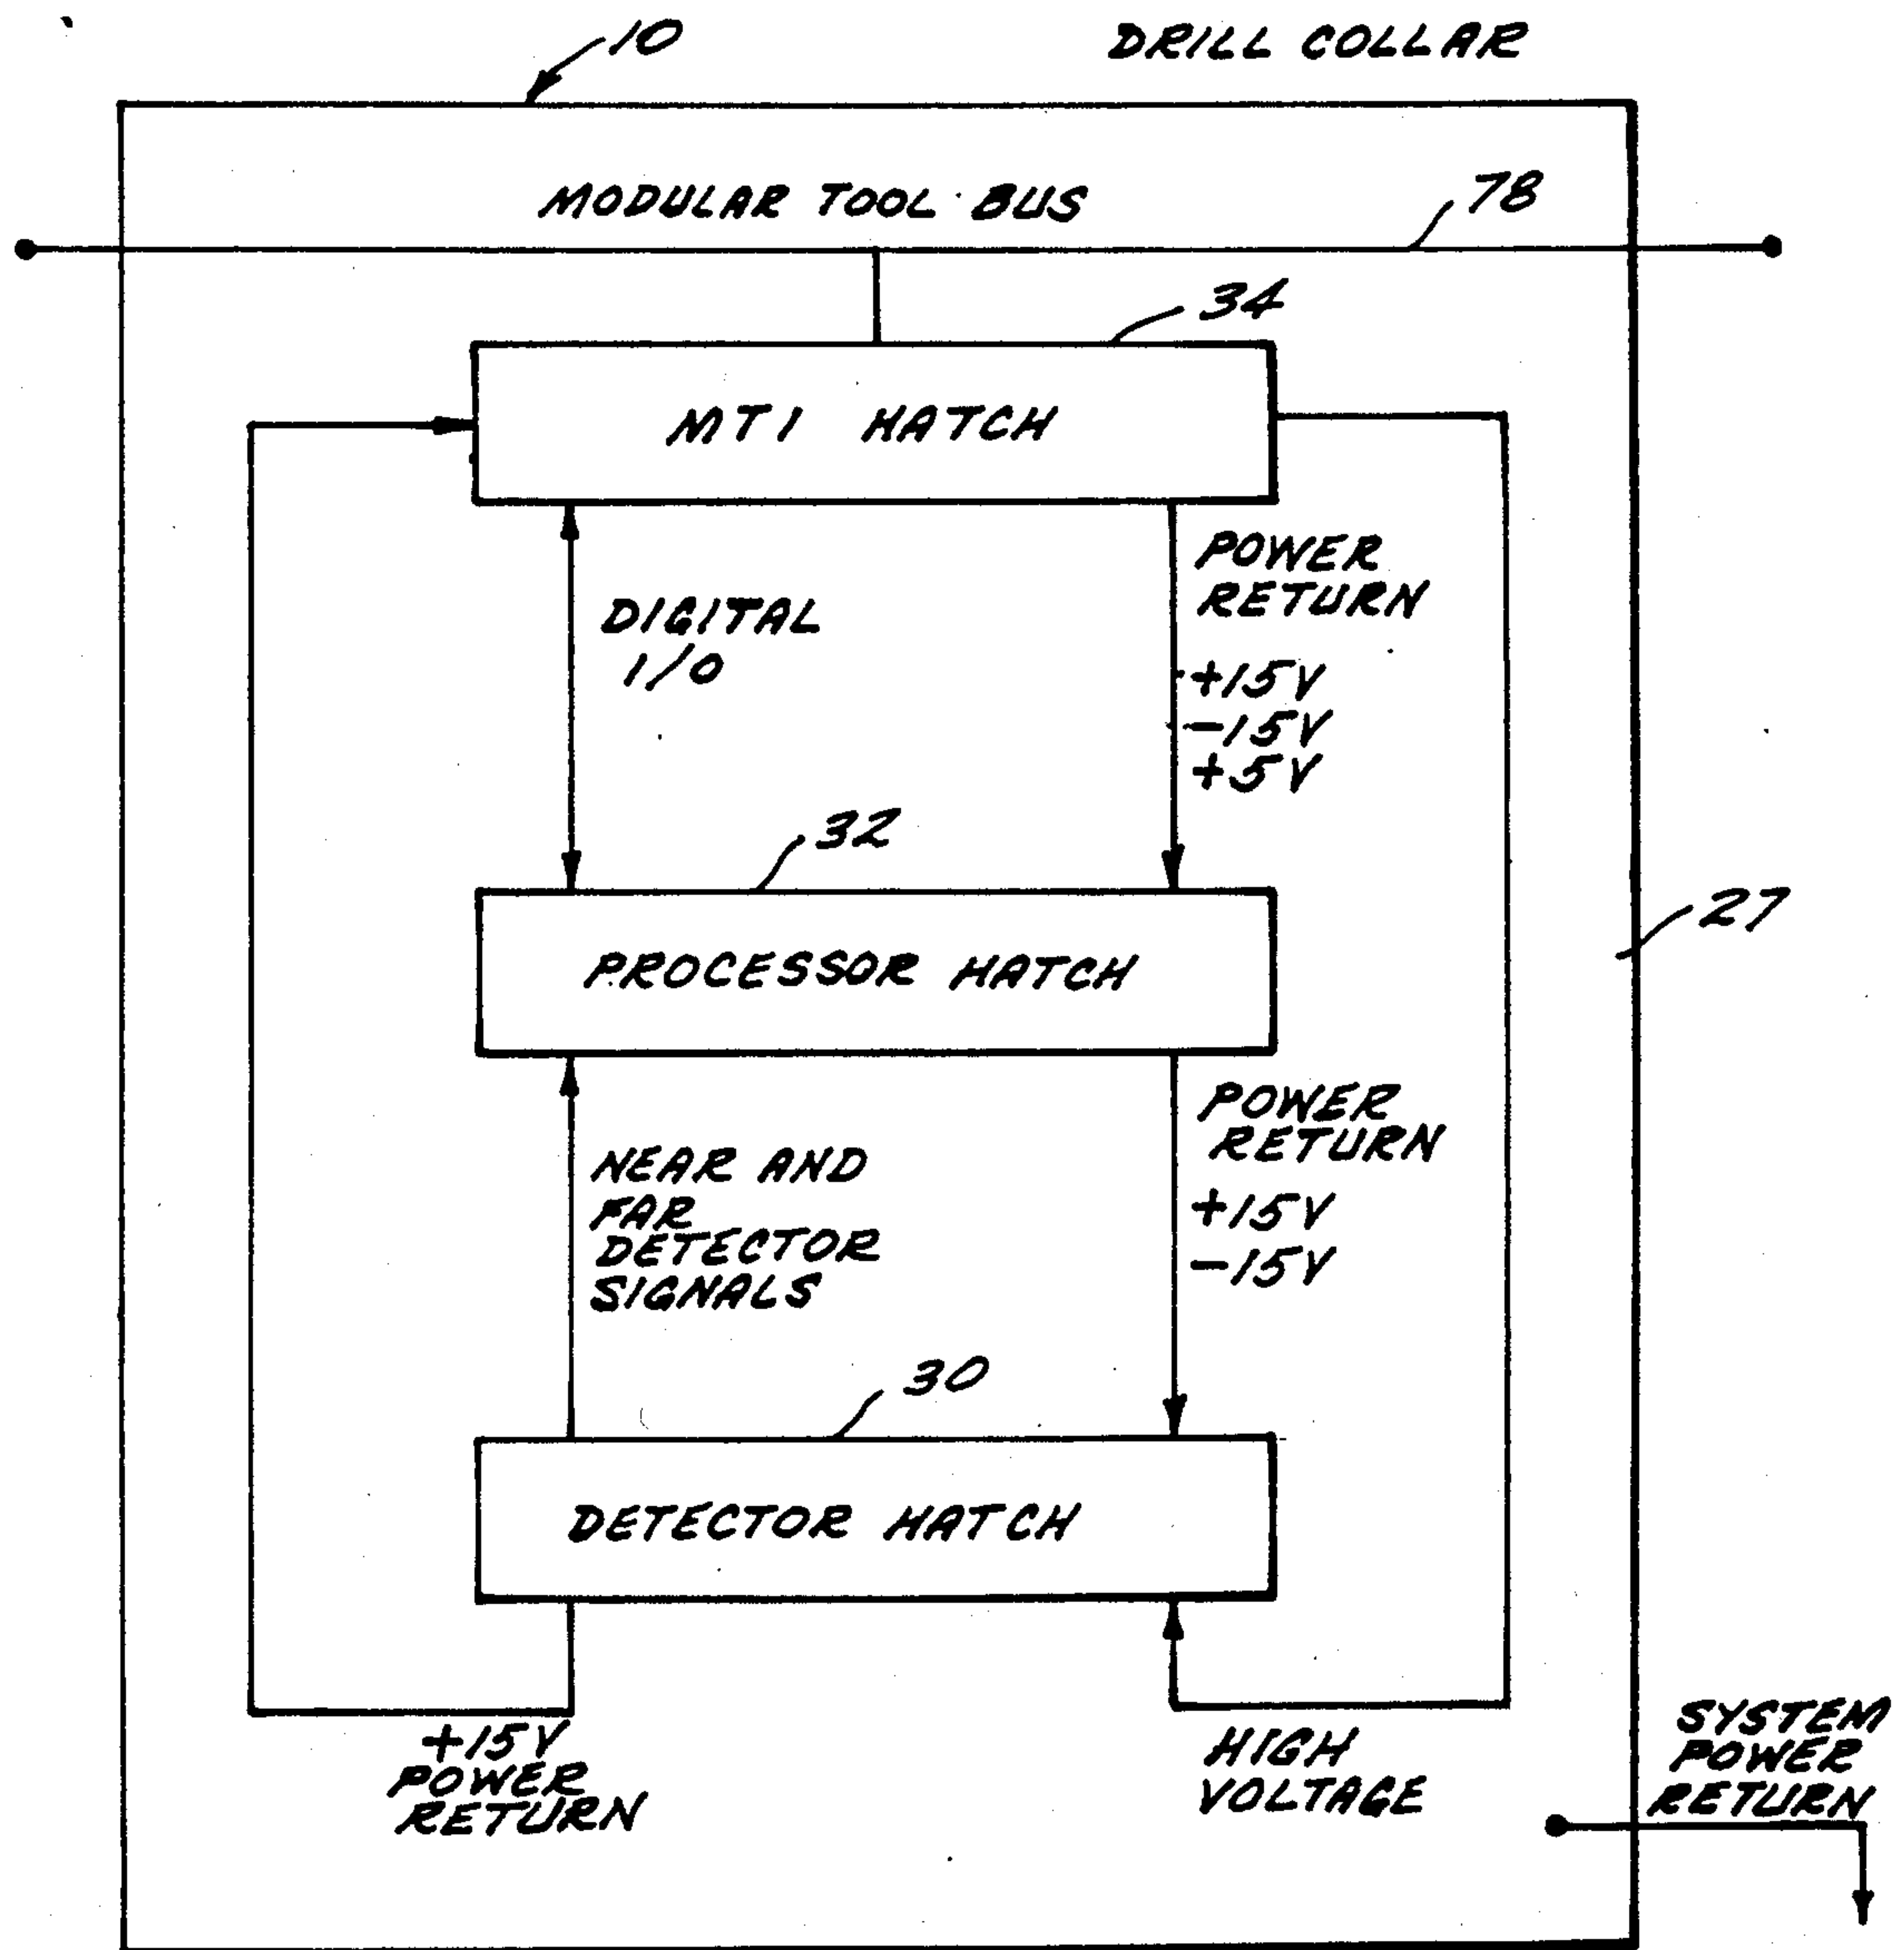 10
DRILL COLLAR
MODULAR TOOL BUS
78
34
MTI HATCH
POWER
RETURN
DIGITAL
I/O
+15V
-15V
+5V
32
27
PROCESSOR HATCH
POWER
RETURN
NEAR AND
FAR
DETECTOR
SIGNALS
+15V
-15V
30
DETECTOR HATCH
+15V
POWER
RETURN
HIGH
VOLTAGE
SYSTEM
POWER
RETURN